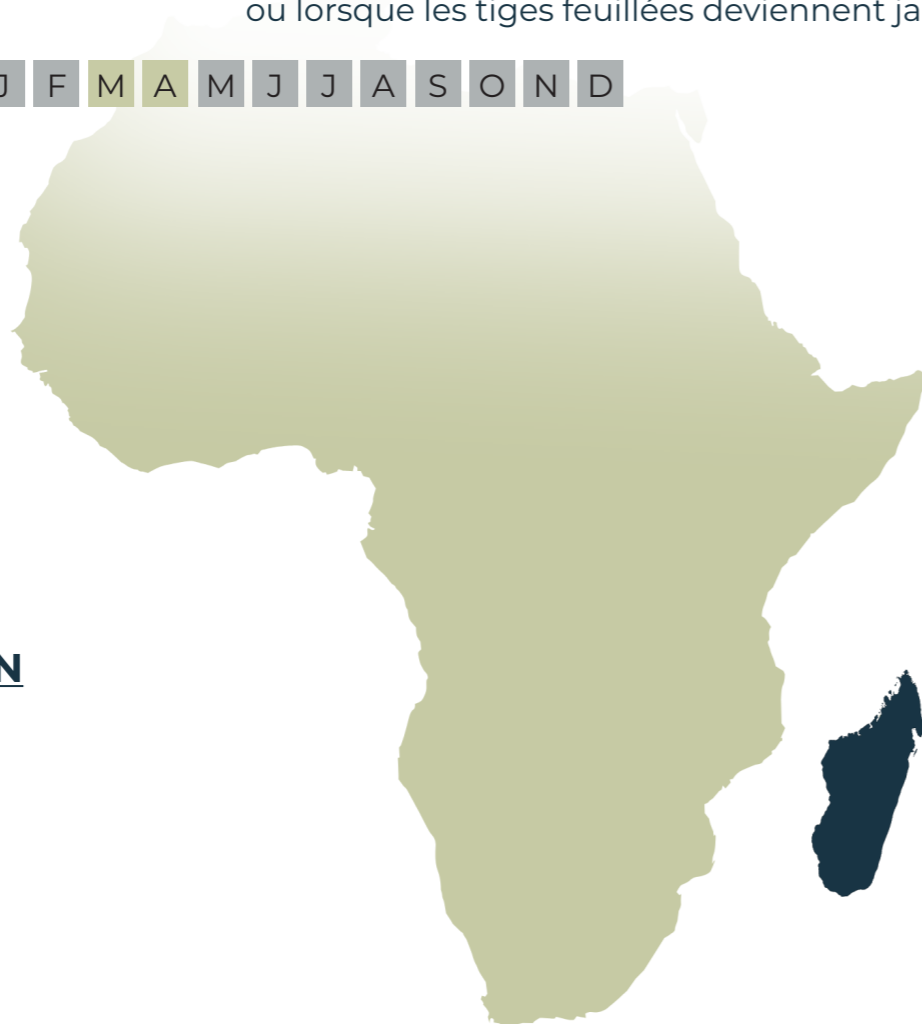 ou lorsque les tiges feuillées deviennent ja
J F M A M J J A S O N D
N